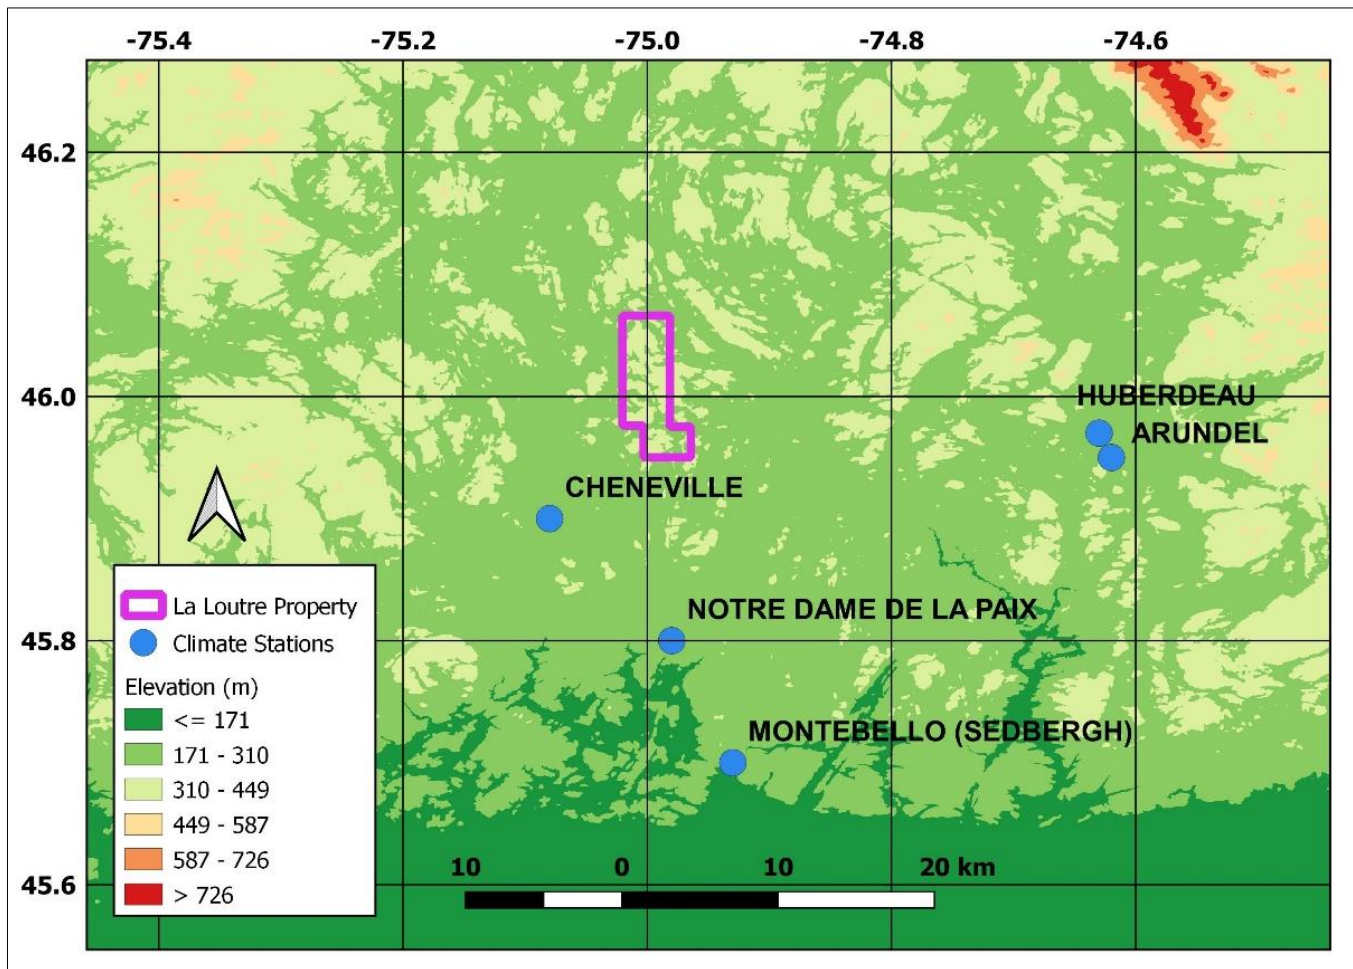 -75.4 -75.2 -75.0 -74.8 -74.6
46.2
46.0
HUBERDEAU
ARUNDEL
CHENEVILLE
La Loutre Property
NOTRE DAME DE LA PAIX
45.8
Climate Stations
Elevation (m)
<= 171
MONTEBELLO (SEDBERGH)
171 - 310
310 - 449
449 - 587
587 - 726
10 0 10 20 km
45.6
> 726